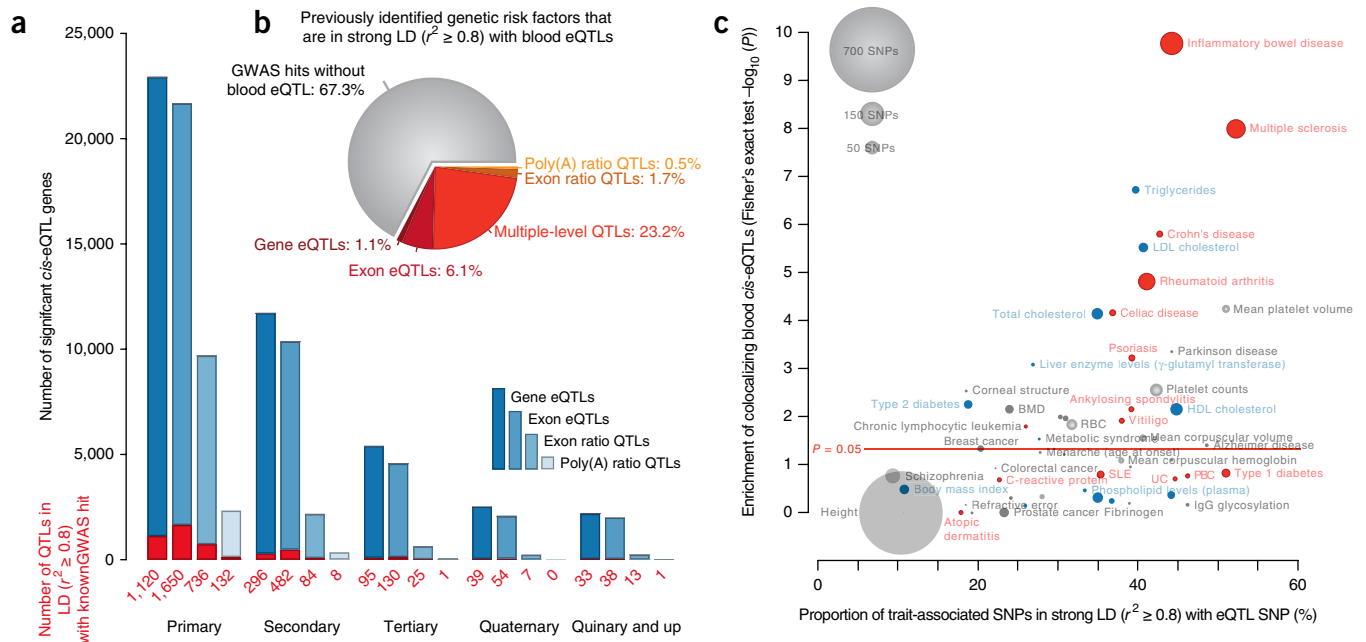 a
25,000
20,000
15,000
10,000
5,000
0
Number of signifcant cis-eQTL genes
Number of QTLs in
LD (r² ≥ 0.8)
with knownGWAS hit
1,120
1,650
736
132
296
482
84
8
95
130
25
1
39
54
7
0
33
38
13
1
Primary
Secondary
Tertiary
Quaternary
Quinary and up
Gene eQTLs
Exon eQTLs
Exon ratio QTLs
Poly(A) ratio QTLs
b
Previously identified genetic risk factors that
are in strong LD (r² ≥ 0.8) with blood eQTLs
GWAS hits without
blood eQTL: 67.3%
Poly(A) ratio QTLs: 0.5%
Exon ratio QTLs: 1.7%
Multiple-level QTLs: 23.2%
Gene eQTLs: 1.1%
Exon eQTLs: 6.1%
c
Enrichment of colocalizing blood cis-eQTLs (Fisher's exact test –log₁₀ (P))
10
9
8
7
6
5
4
3
2
1
0
700 SNPs
150 SNPs
50 SNPs
Inflammatory bowel disease
Multiple sclerosis
Triglycerides
Crohn's disease
LDL cholesterol
Rheumatoid arthritis
Total cholesterol
Celiac disease
Mean platelet volume
Psoriasis
Parkinson disease
Liver enzyme levels (γ-glutamyl transferase)
Corneal structure
Platelet counts
Type 2 diabetes
BMD
Ankylosing spondylitis
HDL cholesterol
Chronic lymphocytic leukemia
RBC
Vitiligo
Breast cancer
Metabolic syndrome
Mean corpuscular volume
Alzheimer disease
P = 0.05
Menarche (age at onset)
Mean corpuscular hemoglobin
Schizophrenia
Colorectal cancer
C-reactive protein
SLE
UC
PBC
Type 1 diabetes
Body mass index
Phospholipid levels (plasma)
Height
Refractive error
Prostate cancer
Fibrinogen
IgG glycosylation
Atopic
dermatitis
0
10
20
30
40
50
60
Proportion of trait-associated SNPs in strong LD (r² ≥ 0.8) with eQTL SNP (%)